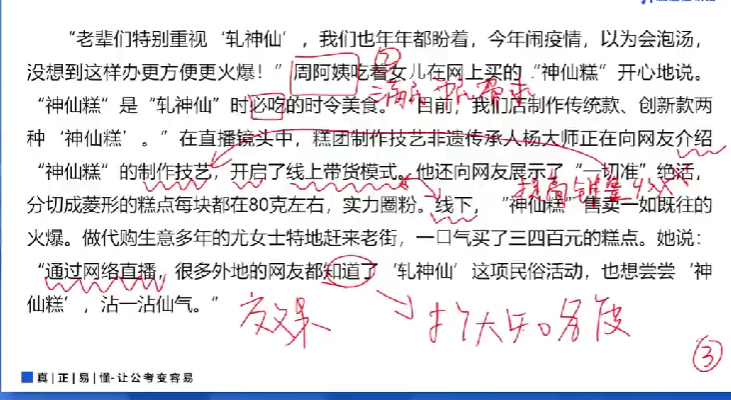 “老辈们特别重视‘轧神仙’，我们也年年都盼着，今年闹疫情，以为会泡汤，
没想到这样办更方便更火爆！”周阿姨吃着女儿在网上买的“神仙糕”开心地说。
“神仙糕”是“轧神仙”时必吃的时令美食。“目前，我们店制作传统款、创新款两
满足 市民需求
种‘神仙糕’。”在直播镜头中，糕团制作技艺非遗传承人杨大师正在向网友介绍
“神仙糕”的制作技艺，开启了线上带货模式。他还向网友展示了“一切准”绝活，
提高销量
分切成菱形的糕点每块都在80克左右，实力圈粉。线下，“神仙糕”售卖一如既往的
火爆。做代购生意多年的尤女士特地赶来老街，一口气买了三四百元的糕点。她说：
“通过网络直播，很多外地的网友都知道了‘轧神仙’这项民俗活动，也想尝尝‘神
仙糕’，沾一沾仙气。”
效果 扩大知名度
③
真|正|易|懂-让公考变容易